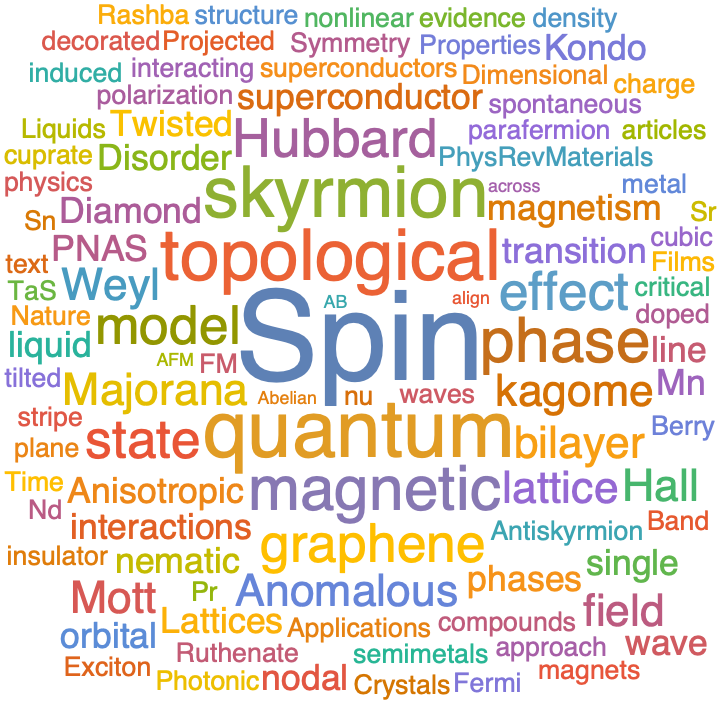 Rashba structure nonlinear evidence density
decorated Projected Symmetry Properties Kondo
induced interacting superconductors Dimensional charge
polarization superconductor spontaneous
Liquids Twisted Hubbard parafermion articles
cuprate Disorder PhysRevMaterials
physics skyrmion across metal
Sn Diamond magnetism Sr
text PNAS topological transition cubic
TaS Weyl AB align effect critical Films
Nature model Spin phase doped
liquid AFM FM line
tilted Majorana Abelian nu waves kagome Mn
stripe state quantum bilayer Berry
plane
Time Anisotropic magnetic lattice Hall
Nd interactions Antiskyrmion Band
insulator nematic graphene single
Mott Pr Anomalous phases field
orbital Lattices Applications compounds wave
Exciton Ruthenate semimetals approach magnets
Photonic nodal Crystals Fermi